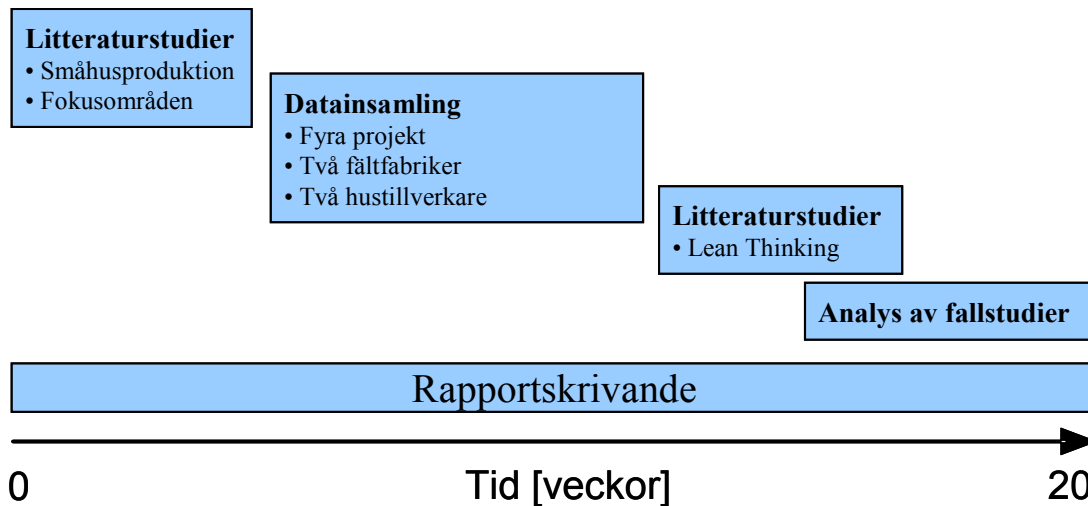 Litteraturstudier
• Småhusproduktion
• Fokusområden
Datainsamling
• Fyra projekt
• Två fältfabriker
• Två hustillverkare
Litteraturstudier
• Lean Thinking
Analys av fallstudier
Rapportskrivande
0 Tid [veckor] 20